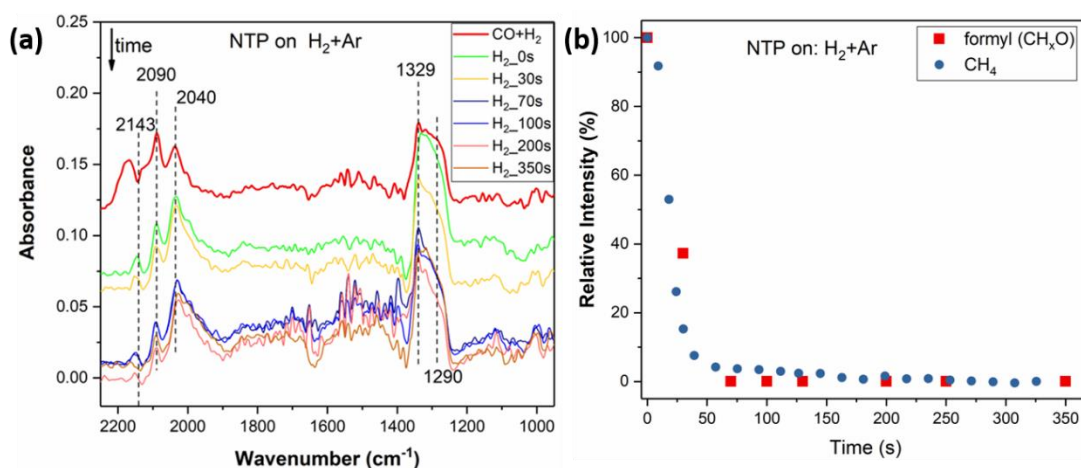 (a)
0.25
0.20
0.15
0.10
0.05
0.00
Absorbance
time
NTP on H₂+Ar
2143
2090
2040
1329
1290
CO+H₂
H₂_0s
H₂_30s
H₂_70s
H₂_100s
H₂_200s
H₂_350s
2200 2000 1800 1600 1400 1200 1000
Wavenumber (cm⁻¹)
(b)
100
80
60
40
20
0
Relative Intensity (%)
NTP on: H₂+Ar
formyl (CHₓO)
CH₄
0 50 100 150 200 250 300 350
Time (s)